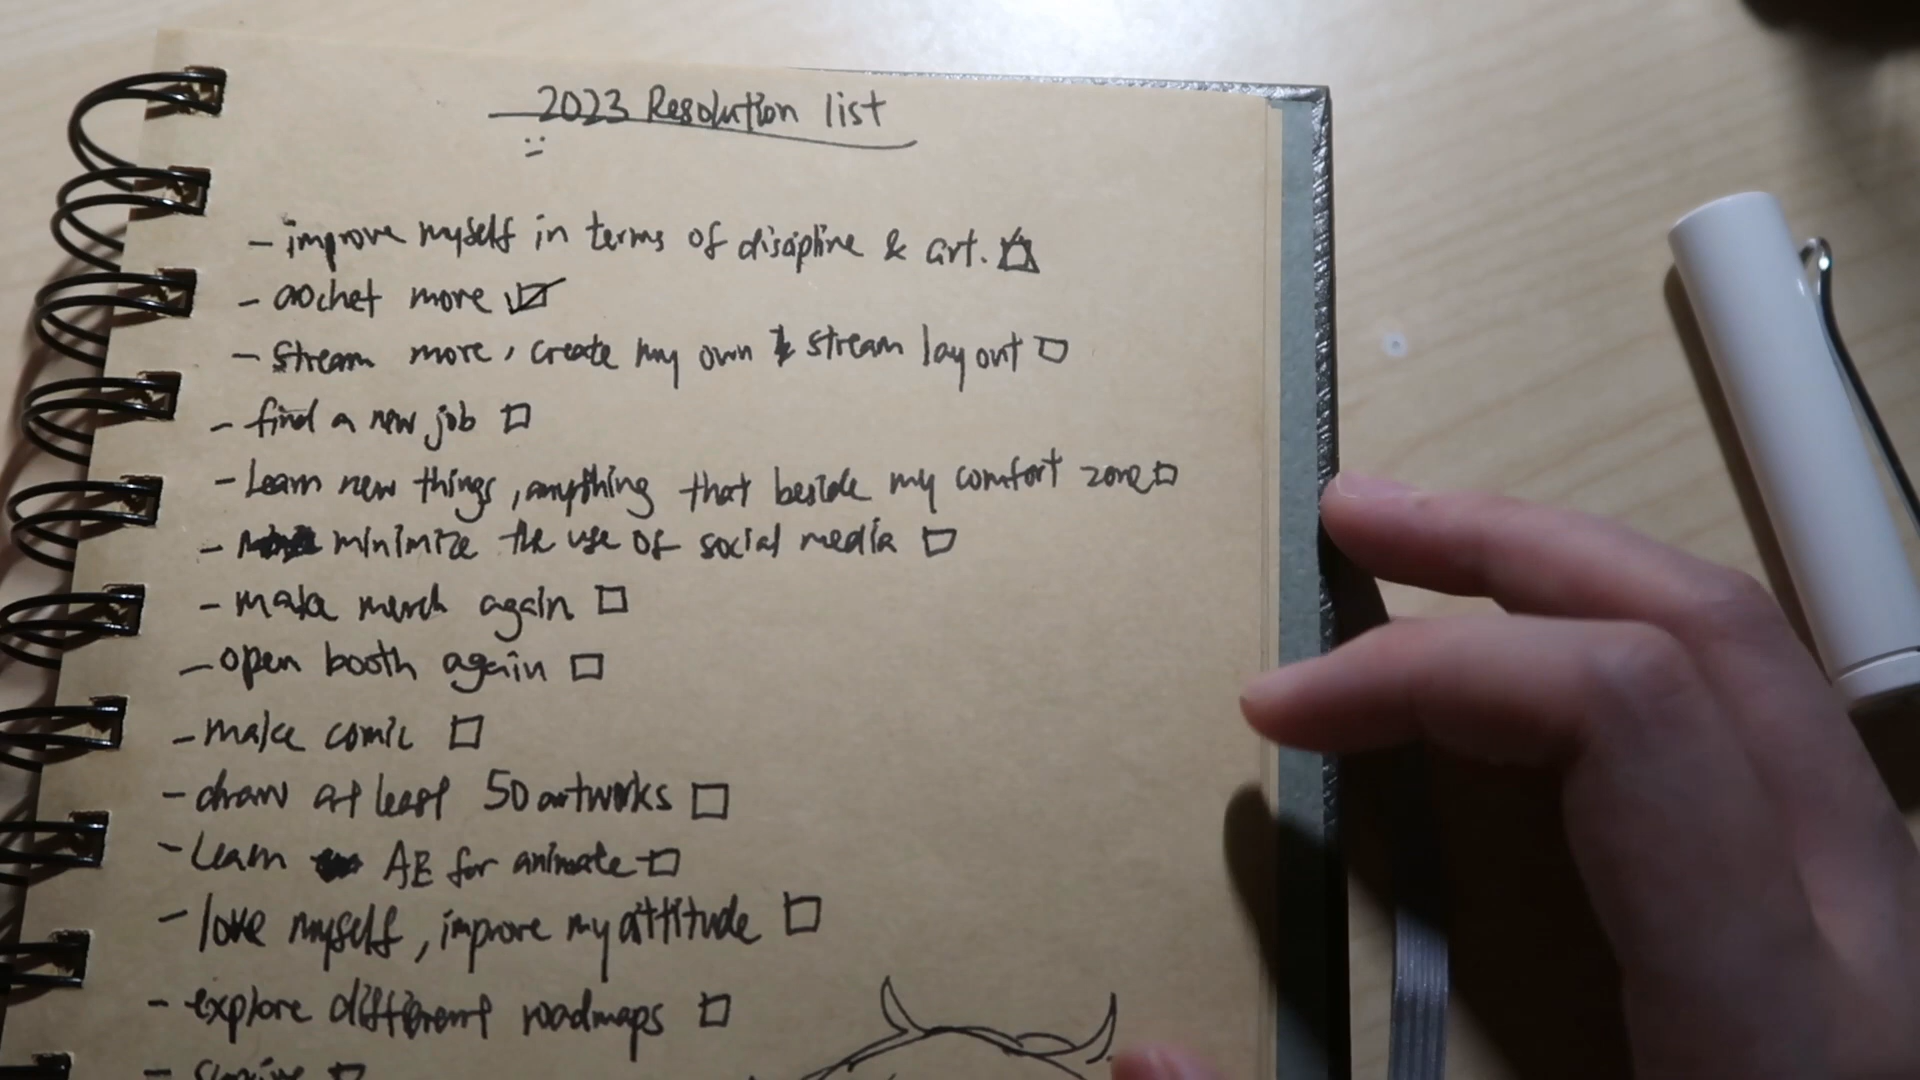 2023 Resolution list
- improve myself in terms of discipline & art.
- crochet more
- stream more, create my own stream layout
- find a new job
- Learn new things, anything that beside my comfort zone
- minimize the use of social media
- make merch again
- open booth again
- make comic
- draw at least 50 artworks
- Learn AE for animate
- love myself, improve my attitude
- explore different roadmaps